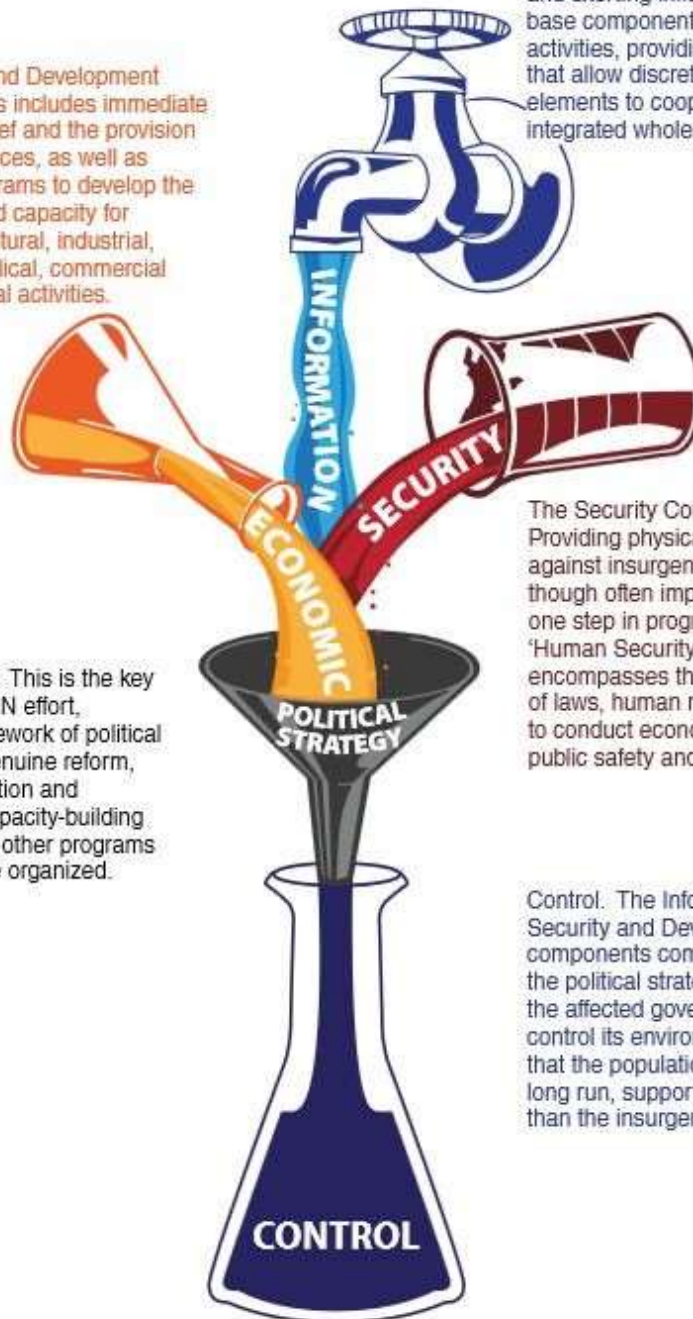 base component
activities, providi
that allow discret
elements to coop
integrated whole
nd Development
s includes immediate
ef and the provision
ces, as well as
rams to develop the
d capacity for
tural, industrial,
lical, commercial
al activities.
INFORMATION
SECURITY
ECONOMIC
The Security Co
Providing physica
against insurgen
though often imp
one step in progr
‘Human Security
encompasses th
of laws, human r
to conduct econo
public safety and
This is the key
N effort,
ework of political
enuine reform,
tion and
pacity-building
other programs
e organized.
POLITICAL
STRATEGY
Control. The Info
Security and Dev
components com
the political strate
the affected gove
control its enviro
that the populatio
long run, support
than the insurge
CONTROL